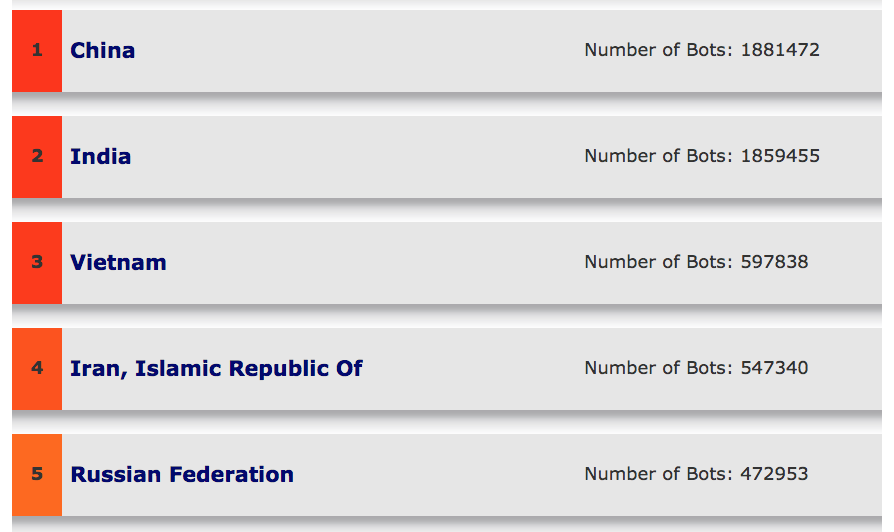 1 China Number of Bots: 1881472
2 India Number of Bots: 1859455
3 Vietnam Number of Bots: 597838
4 Iran, Islamic Republic Of Number of Bots: 547340
5 Russian Federation Number of Bots: 472953